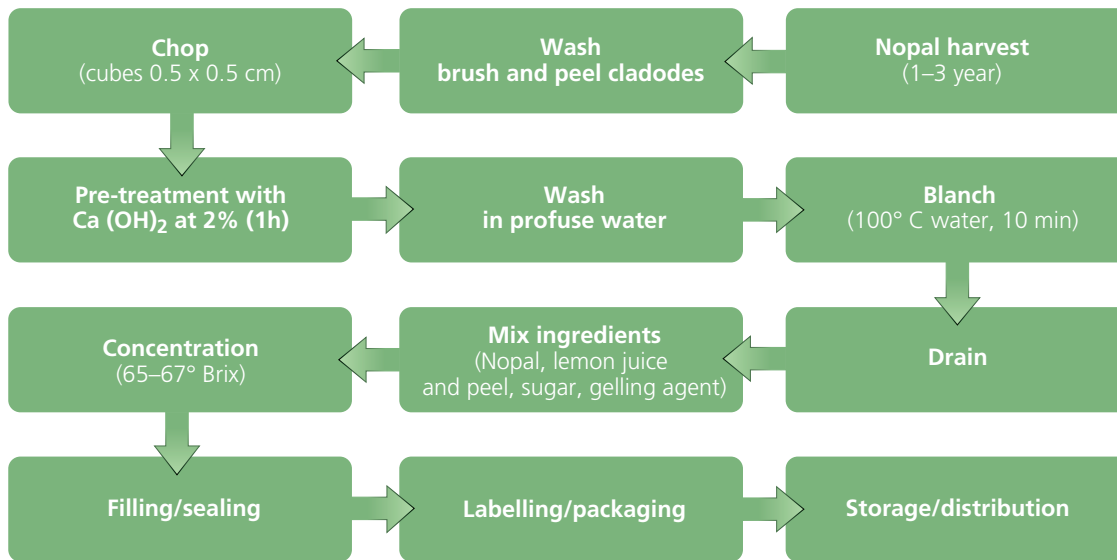 Chop
(cubes 0.5 x 0.5 cm)
Wash
brush and peel cladodes
Nopal harvest
(1–3 year)
Pre-treatment with
Ca (OH)₂ at 2% (1h)
Wash
in profuse water
Blanch
(100° C water, 10 min)
Concentration
(65–67° Brix)
Mix ingredients
(Nopal, lemon juice
and peel, sugar, gelling agent)
Drain
Filling/sealing
Labelling/packaging
Storage/distribution